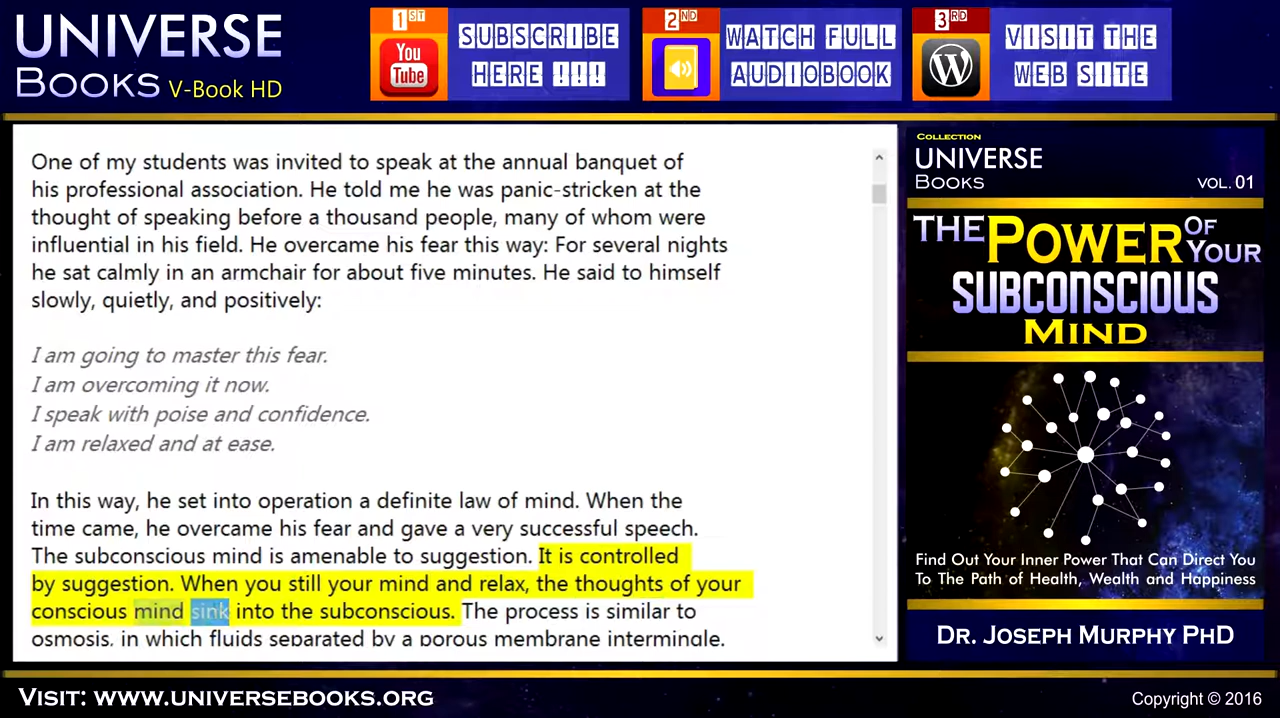 UNIVERSE
BOOKS V-Book HD
1ST
You
Tube
SUBSCRIBE
HERE !!!
2ND
WATCH FULL
AUDIOBOOK
3RD
VISIT THE
WEB SITE
One of my students was invited to speak at the annual banquet of
his professional association. He told me he was panic-stricken at the
thought of speaking before a thousand people, many of whom were
influential in his field. He overcame his fear this way: For several nights
he sat calmly in an armchair for about five minutes. He said to himself
slowly, quietly, and positively:
I am going to master this fear.
I am overcoming it now.
I speak with poise and confidence.
I am relaxed and at ease.
In this way, he set into operation a definite law of mind. When the
time came, he overcame his fear and gave a very successful speech.
The subconscious mind is amenable to suggestion. It is controlled
by suggestion. When you still your mind and relax, the thoughts of your
conscious mind sink into the subconscious. The process is similar to
osmosis, in which fluids separated by a porous membrane intermingle.
COLLECTION
UNIVERSE
BOOKS
VOL. 01
THE POWER OF
YOUR
SUBCONSCIOUS
MIND
Find Out Your Inner Power That Can Direct You
To The Path of Health, Wealth and Happiness
DR. JOSEPH MURPHY PHD
VISIT: WWW.UNIVERSEBOOKS.ORG
Copyright © 2016